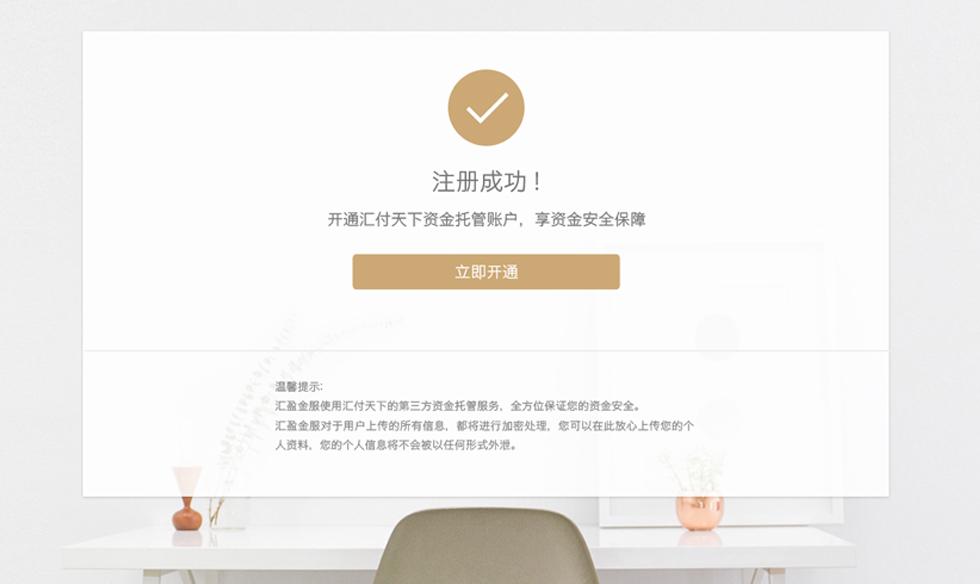 注册成功！
开通汇付天下资金托管账户，享资金安全保障
立即开通
温馨提示:
汇盈金服使用汇付天下的第三方资金托管服务，全方位保证您的资金安全。
汇盈金服对于用户上传的所有信息，都将进行加密处理，您可以在此放心上传您的个
人资料，您的个人信息将不会被以任何形式外泄。